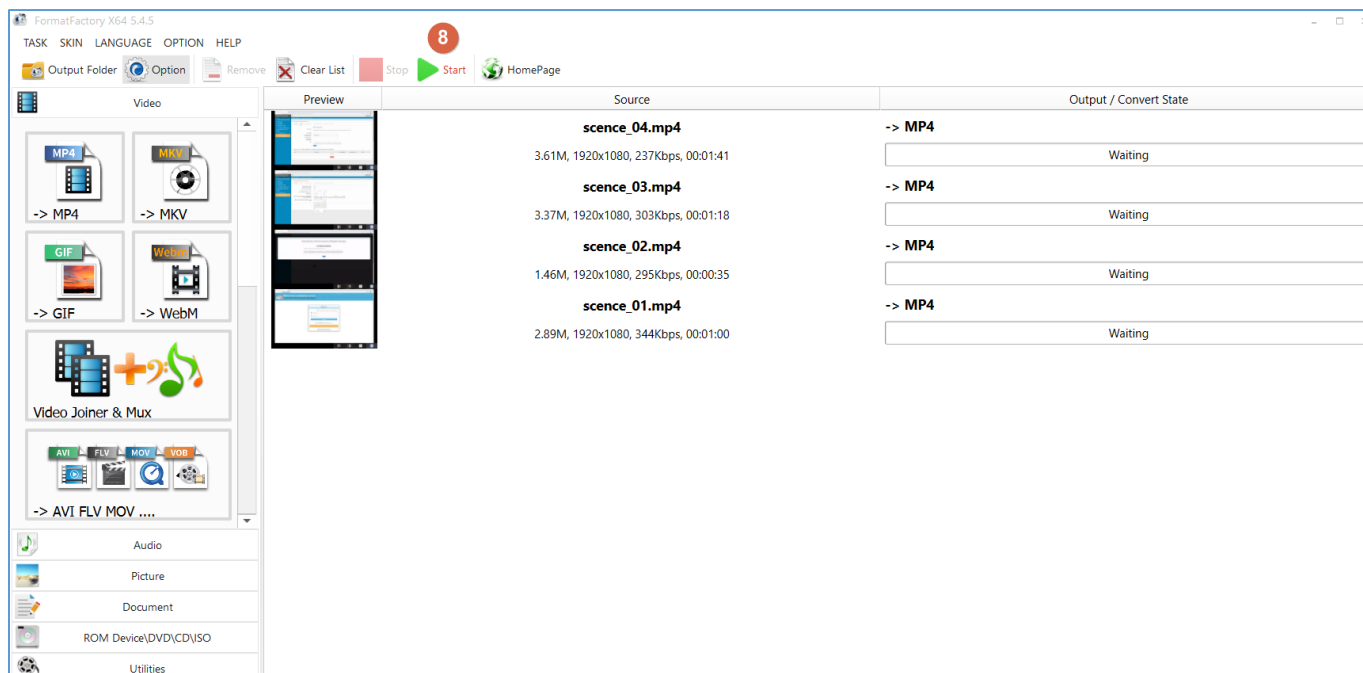 FormatFactory X64 5.4.5
TASK SKIN LANGUAGE OPTION HELP
8
Output Folder Option Remove Clear List Stop Start HomePage
Video
Preview Source Output / Convert State
MP4
-> MP4
MKV
-> MKV
GIF
-> GIF
WebM
-> WebM
Video Joiner & Mux
AVI FLV MOV VOB
-> AVI FLV MOV ....
Audio
Picture
Document
ROM Device\DVD\CD\ISO
Utilities
scence_04.mp4
3.61M, 1920x1080, 237Kbps, 00:01:41
-> MP4
Waiting
scence_03.mp4
3.37M, 1920x1080, 303Kbps, 00:01:18
-> MP4
Waiting
scence_02.mp4
1.46M, 1920x1080, 295Kbps, 00:00:35
-> MP4
Waiting
scence_01.mp4
2.89M, 1920x1080, 344Kbps, 00:01:00
-> MP4
Waiting